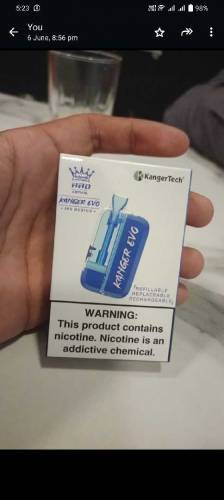 5:23
98%
You
6 June, 8:56 pm
KangerTech®
KANGER EVO
KANGER EVO
REFILLABLE
REPLACEABLE
RECHARGEABLE
WARNING:
This product contains
nicotine. Nicotine is an
addictive chemical.